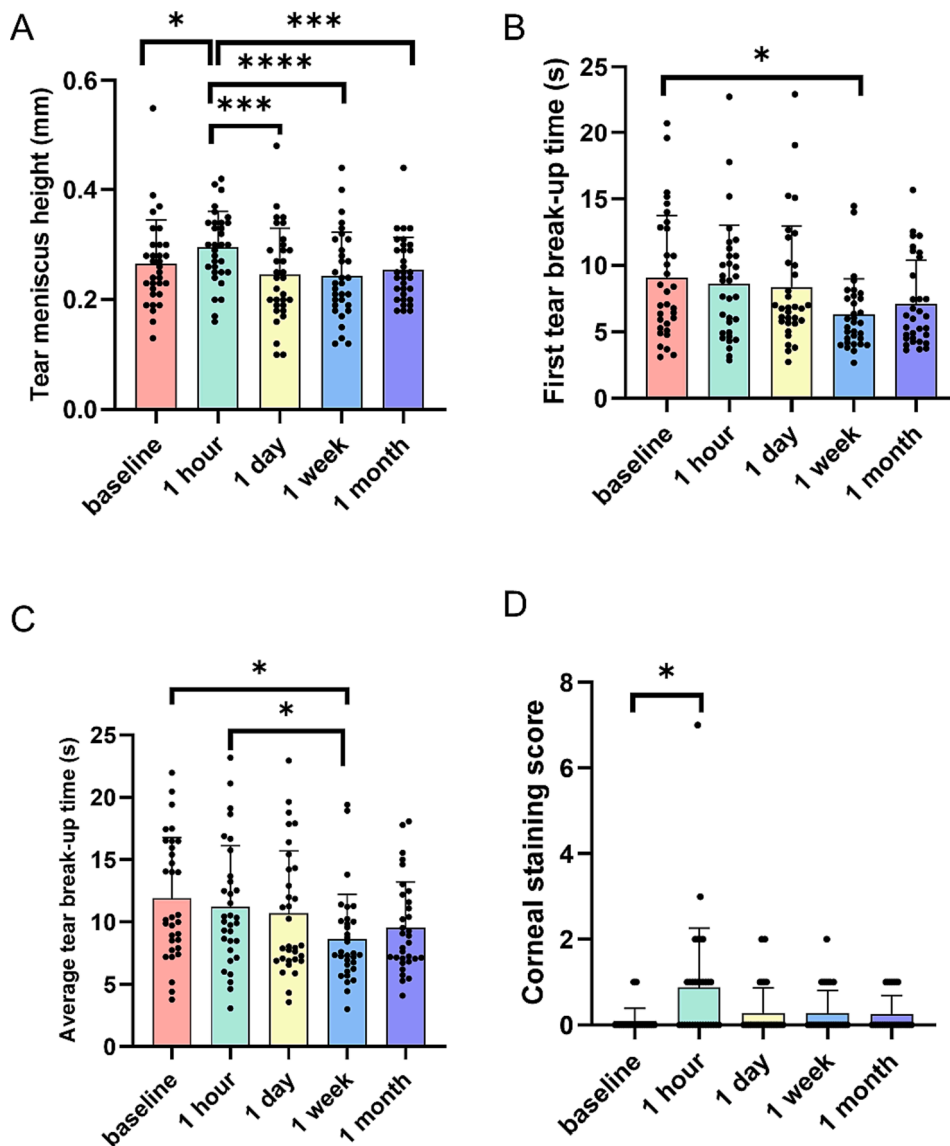 A
* ***
****
***
Tear meniscus height (mm)
0.6
0.4
0.2
0.0
baseline
1 hour
1 day
1 week
1 month
B
*
First tear break-up time (s)
25
20
15
10
5
0
baseline
1 hour
1 day
1 week
1 month
C
*
*
Average tear break-up time (s)
25
20
15
10
5
0
baseline
1 hour
1 day
1 week
1 month
D
*
Corneal staining score
8
6
4
2
0
baseline
1 hour
1 day
1 week
1 month